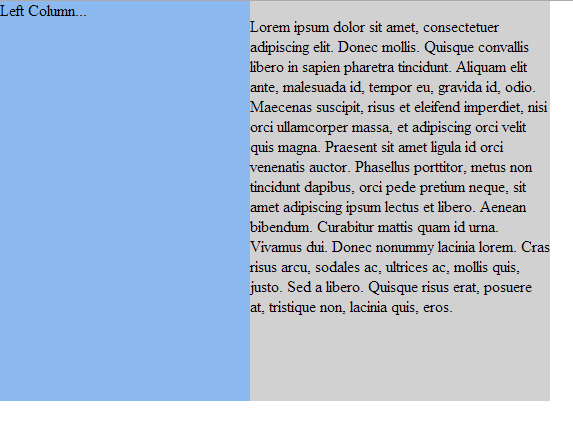 Left Column...
Lorem ipsum dolor sit amet, consectetuer
adipiscing elit. Donec mollis. Quisque convallis
libero in sapien pharetra tincidunt. Aliquam elit
ante, malesuada id, tempor eu, gravida id, odio.
Maecenas suscipit, risus et eleifend imperdiet, nisi
orci ullamcorper massa, et adipiscing orci velit
quis magna. Praesent sit amet ligula id orci
venenatis auctor. Phasellus porttitor, metus non
tincidunt dapibus, orci pede pretium neque, sit
amet adipiscing ipsum lectus et libero. Aenean
bibendum. Curabitur mattis quam id urna.
Vivamus dui. Donec nonummy lacinia lorem. Cras
risus arcu, sodales ac, ultrices ac, mollis quis,
justo. Sed a libero. Quisque risus erat, posuere
at, tristique non, lacinia quis, eros.